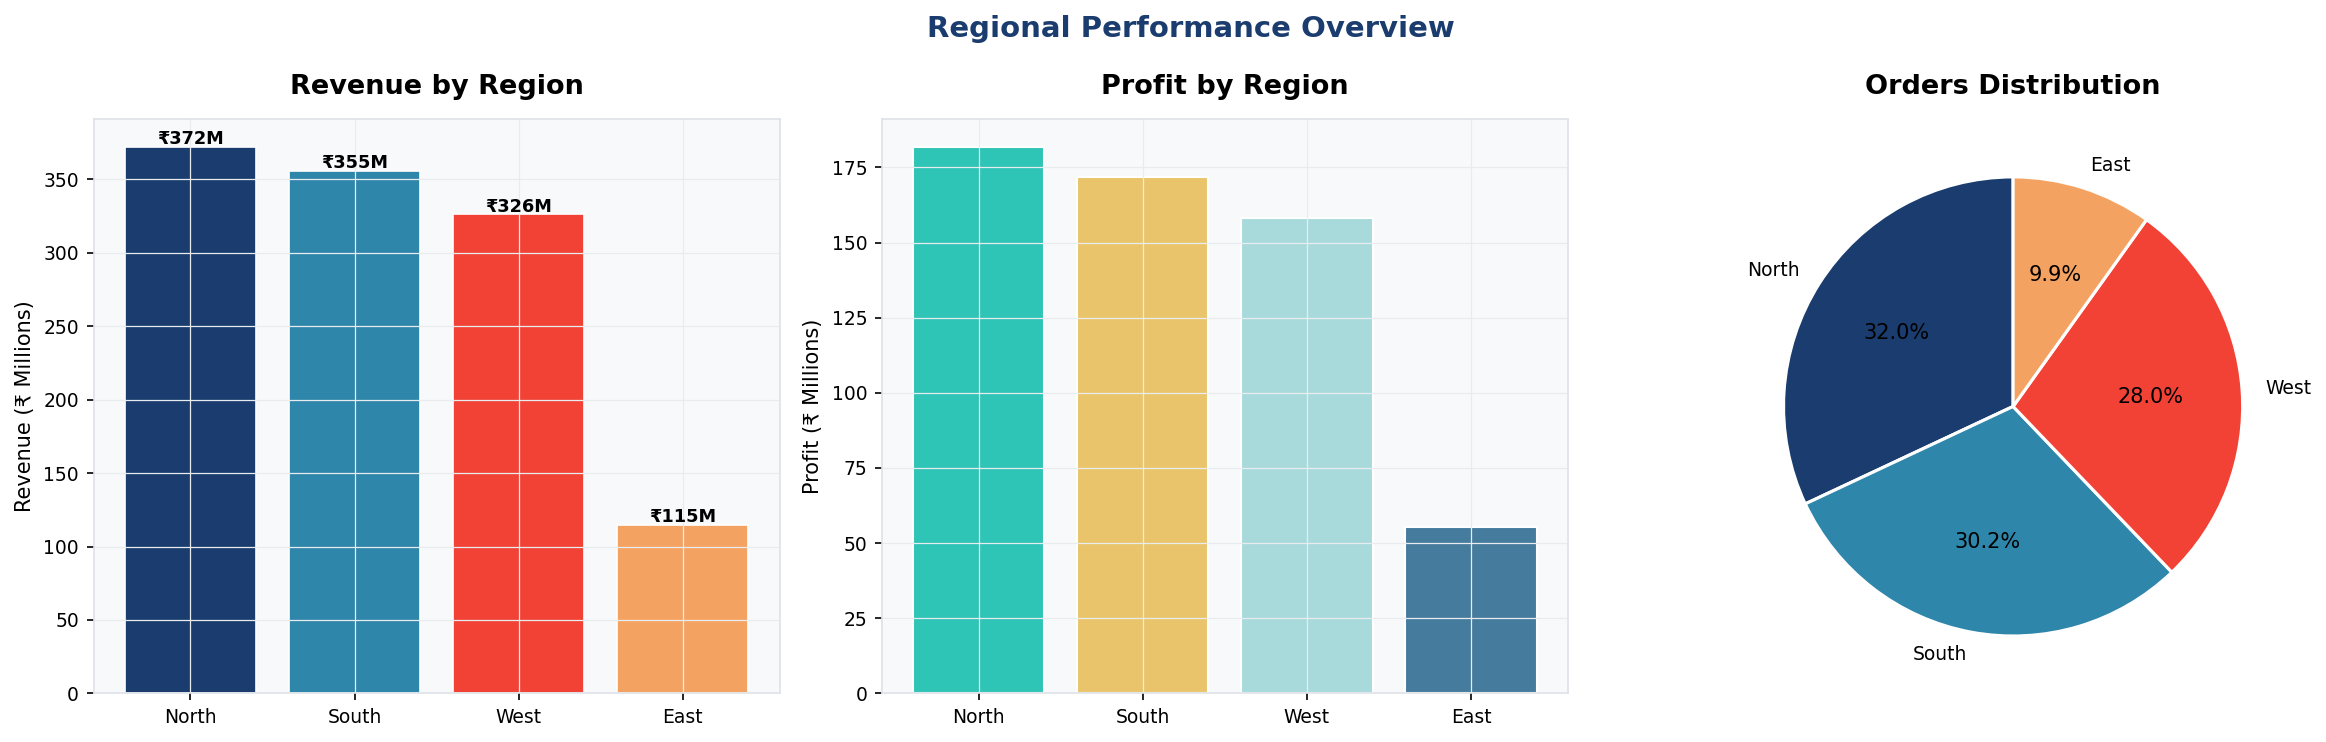 Regional Performance Overview
Revenue by Region
Revenue (₹ Millions)
350
300
250
200
150
100
50
0
₹372M
₹355M
₹326M
₹115M
North South West East
Profit by Region
Profit (₹ Millions)
175
150
125
100
75
50
25
0
North South West East
Orders Distribution
East
North
9.9%
32.0%
28.0%
West
30.2%
South